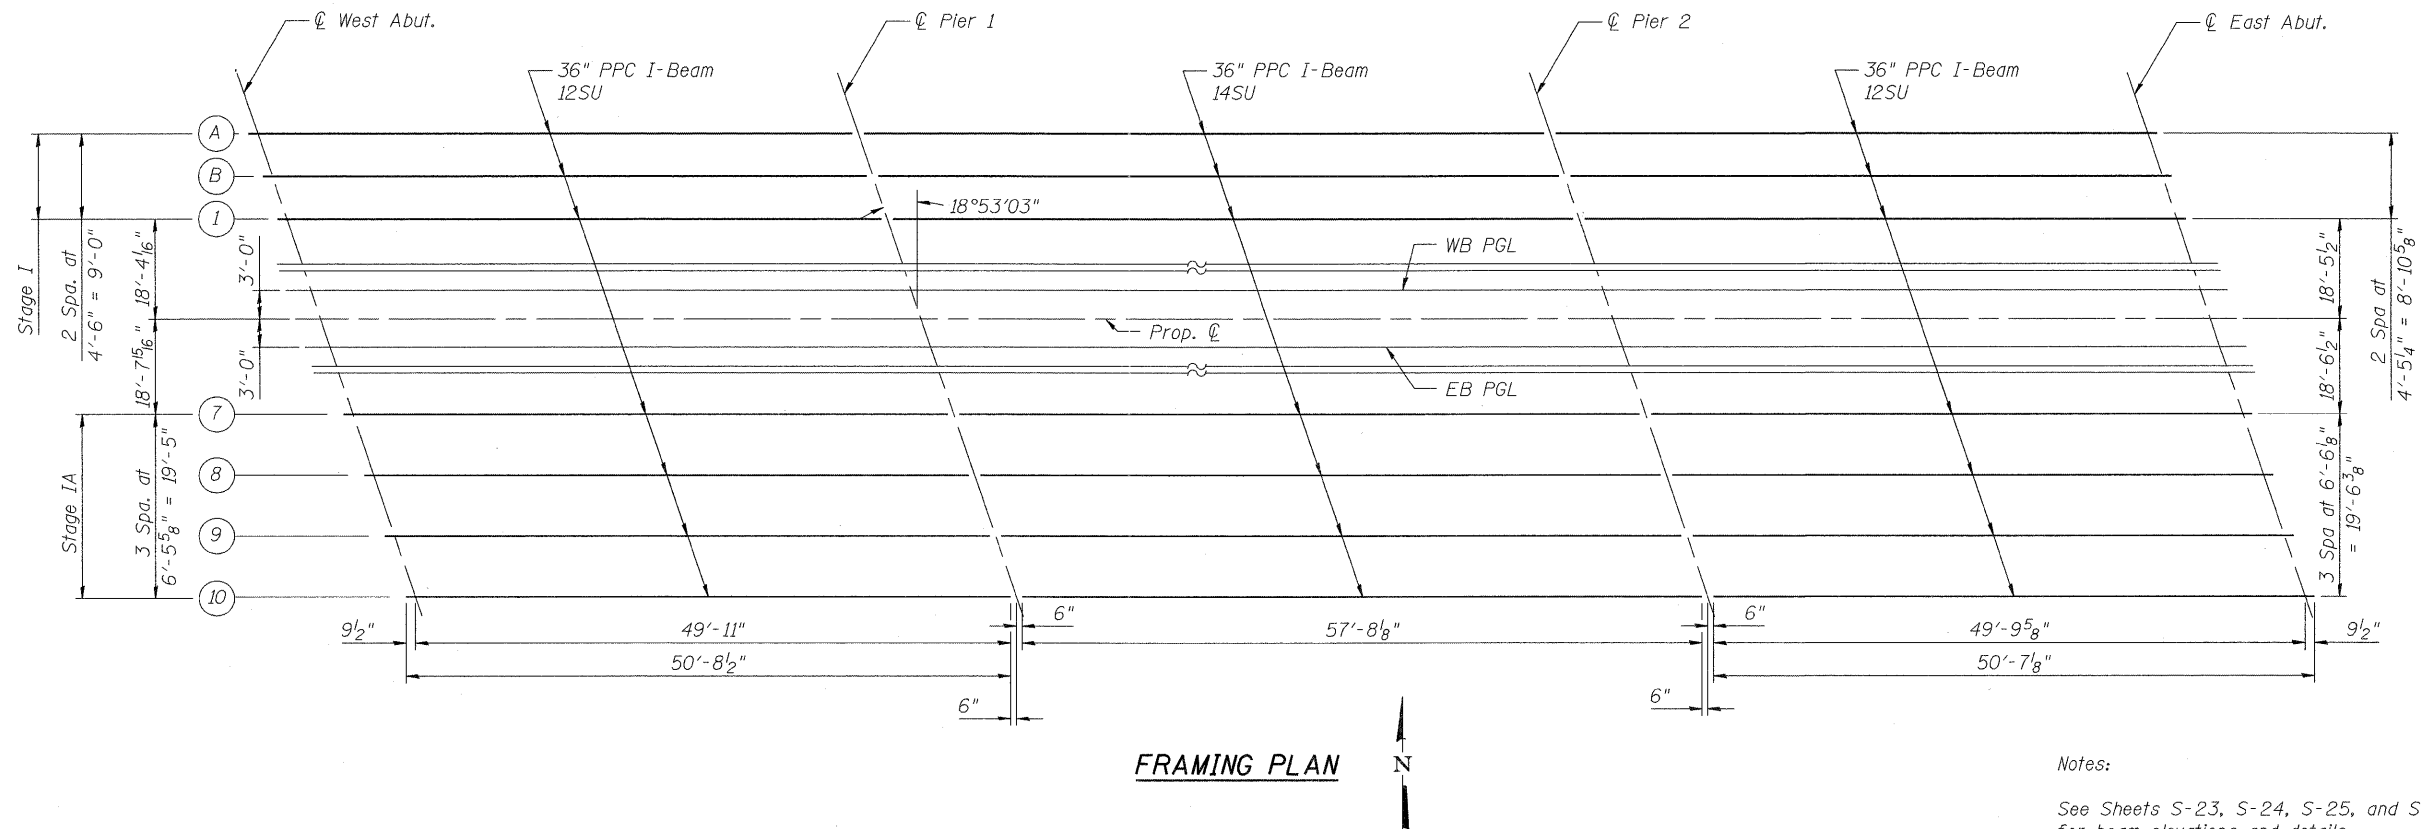 ℄ West Abut.
℄ Pier 1
℄ Pier 2
℄ East Abut.
36" PPC I-Beam
12SU
36" PPC I-Beam
14SU
36" PPC I-Beam
12SU
A
B
1
7
8
9
10
Stage I
2 Spa. at
4'-6" = 9'-0"
18'-4 1/16"
18'-7 15/16"
3'-0"
3'-0"
Stage IA
3 Spa. at
6'-5 5/8" = 19'-5"
18°53'03"
WB PGL
Prop. ℄
EB PGL
18'-5 1/2"
18'-6 1/2"
2 Spa at
4'-5 1/4" = 8'-10 5/8"
3 Spa at 6'-6 1/8"
= 19'-6 3/8"
9 1/2"
49'-11"
6"
57'-8 1/8"
6"
49'-9 5/8"
9 1/2"
50'-8 1/2"
50'-7 1/8"
6"
6"
FRAMING PLAN
N
Notes:
See Sheets S-23, S-24, S-25, and S
for beam elevations and details